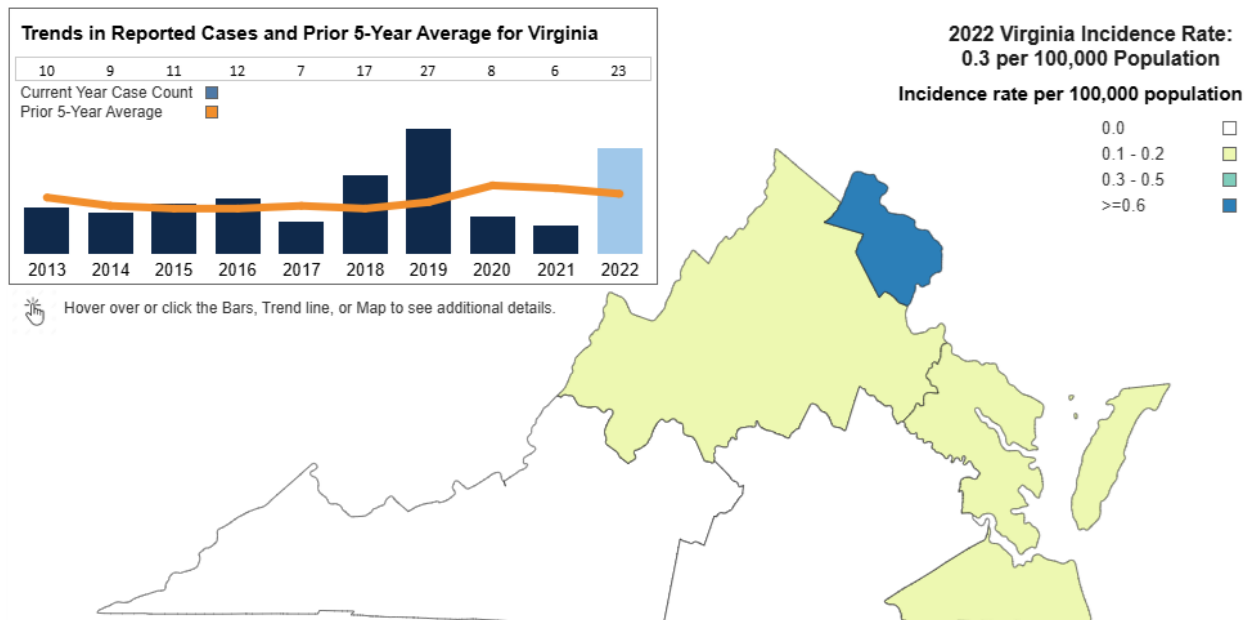 Trends in Reported Cases and Prior 5-Year Average for Virginia
10 9 11 12 7 17 27 8 6 23
Current Year Case Count
Prior 5-Year Average
2013 2014 2015 2016 2017 2018 2019 2020 2021 2022
Hover over or click the Bars, Trend line, or Map to see additional details.
2022 Virginia Incidence Rate:
0.3 per 100,000 Population
Incidence rate per 100,000 population
0.0
0.1 - 0.2
0.3 - 0.5
>=0.6